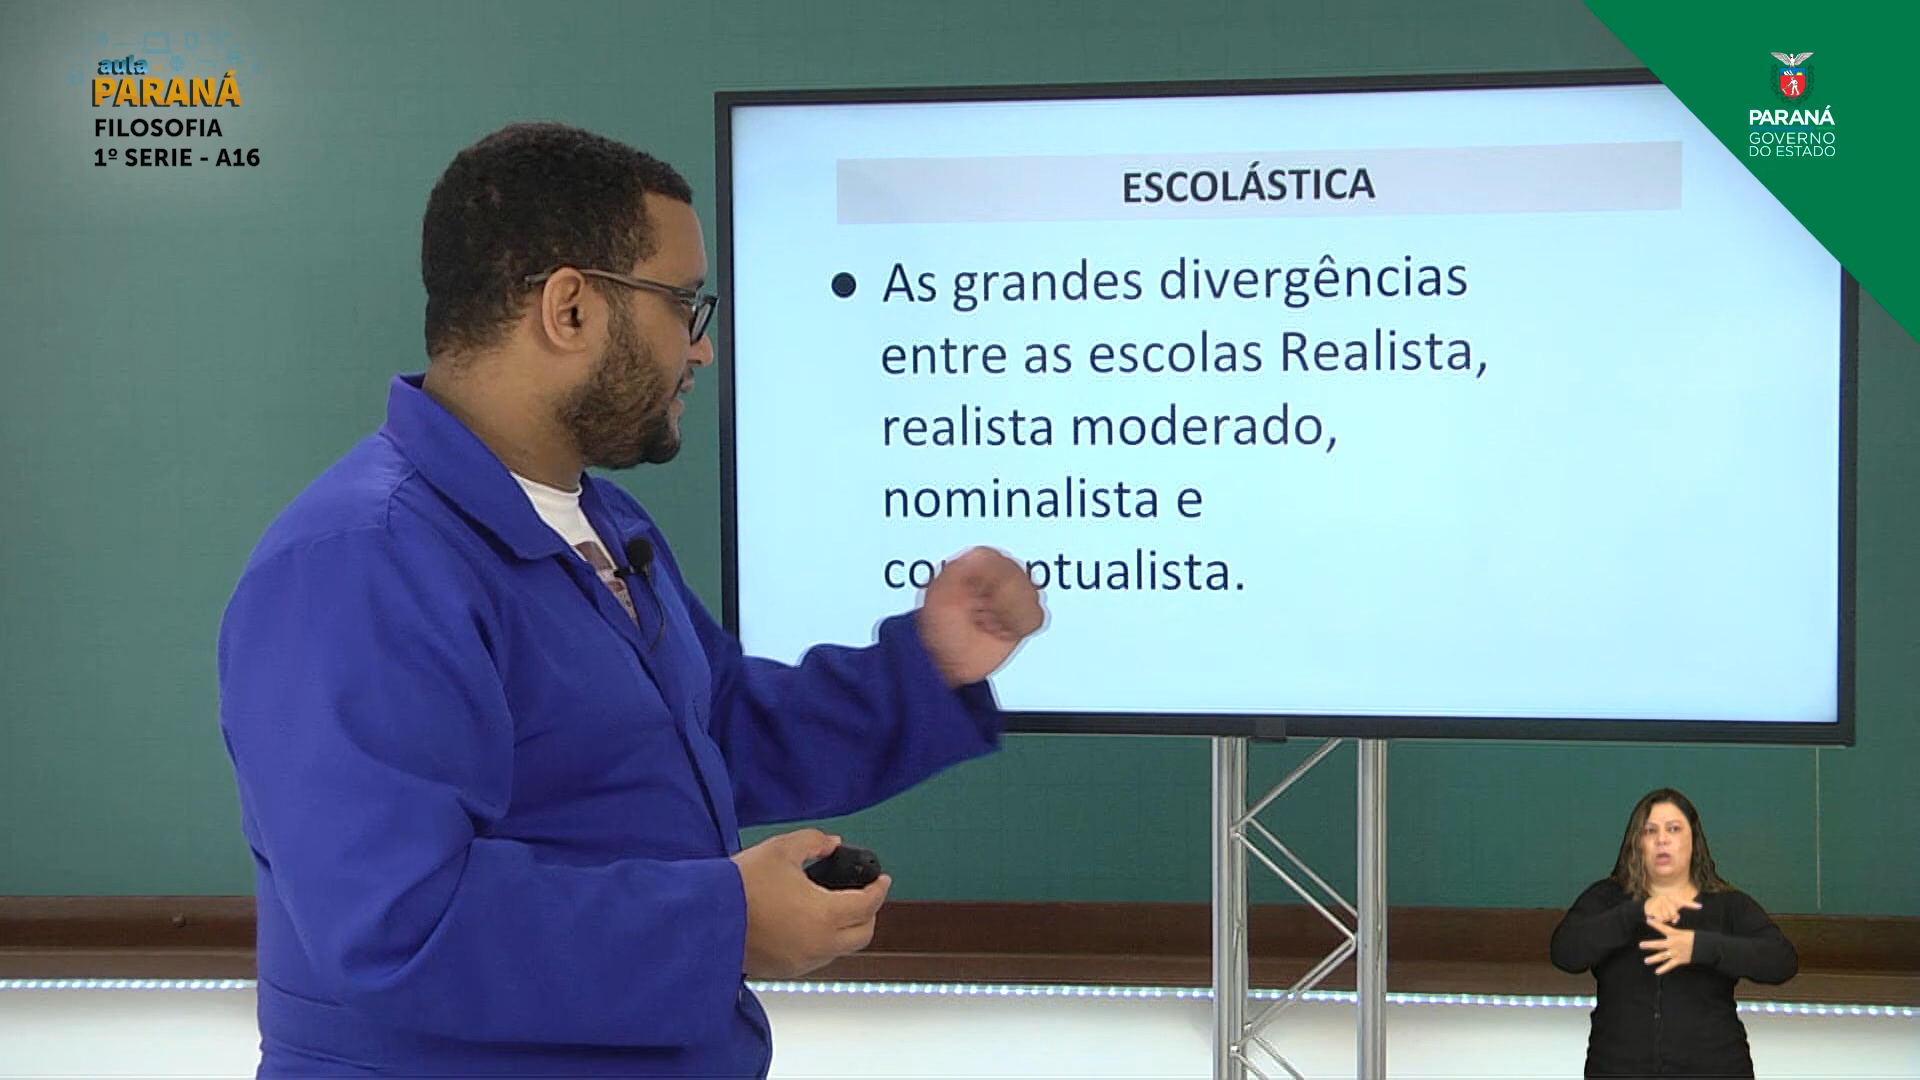 aula
PARANÁ
FILOSOFIA
1º SERIE - A16
PARANÁ
GOVERNO
DO ESTADO
ESCOLÁSTICA
● As grandes divergências
entre as escolas Realista,
realista moderado,
nominalista e